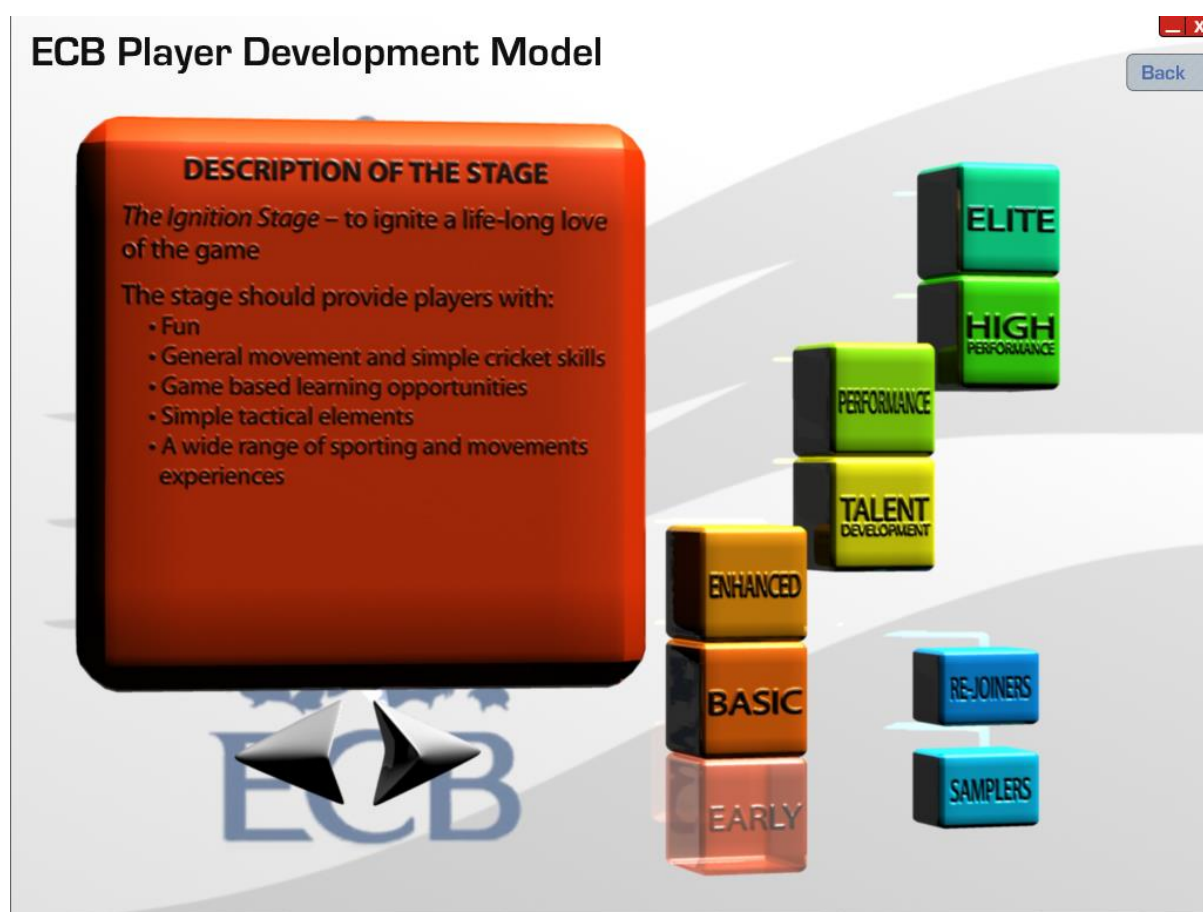 ECB Player Development Model
X
Back
DESCRIPTION OF THE STAGE
The Ignition Stage – to ignite a life-long love
of the game
The stage should provide players with:
• Fun
• General movement and simple cricket skills
• Game based learning opportunities
• Simple tactical elements
• A wide range of sporting and movements
experiences
ELITE
HIGH
PERFORMANCE
PERFORMANCE
TALENT
DEVELOPMENT
ENHANCED
BASIC
EARLY
RE-JOINERS
SAMPLERS
ECB